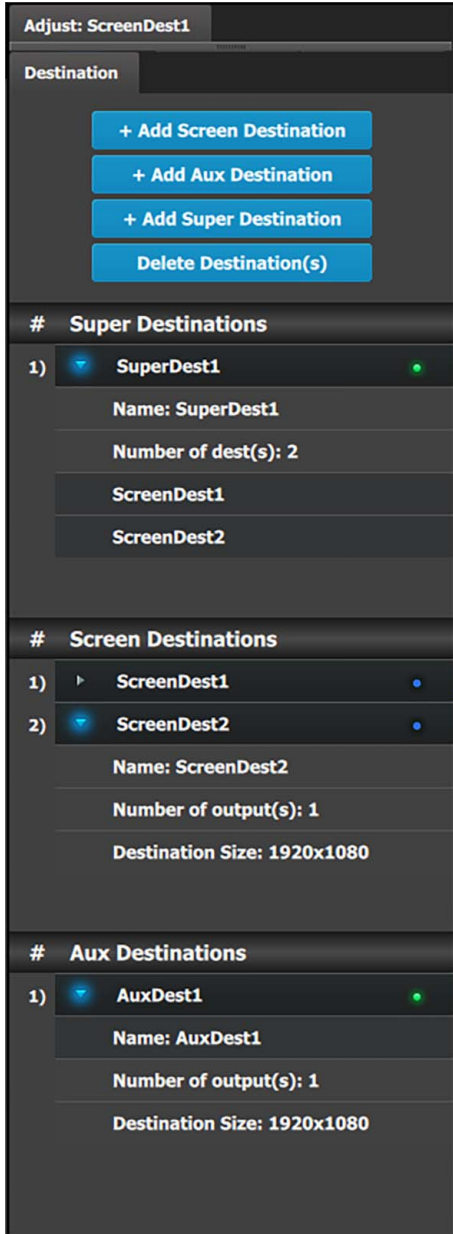 Adjust: ScreenDest1
Destination
+ Add Screen Destination
+ Add Aux Destination
+ Add Super Destination
Delete Destination(s)
# Super Destinations
1) SuperDest1
Name: SuperDest1
Number of dest(s): 2
ScreenDest1
ScreenDest2
# Screen Destinations
1) ScreenDest1
2) ScreenDest2
Name: ScreenDest2
Number of output(s): 1
Destination Size: 1920x1080
# Aux Destinations
1) AuxDest1
Name: AuxDest1
Number of output(s): 1
Destination Size: 1920x1080